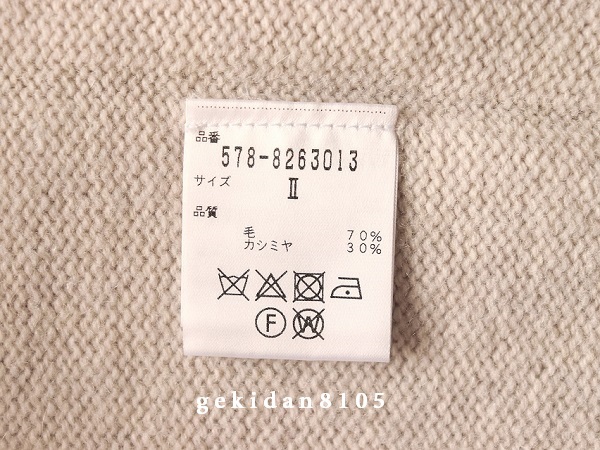 品番
578-8263013
サイズ
Ⅱ
品質
毛 70%
カシミヤ 30%
F W
gekidan8105